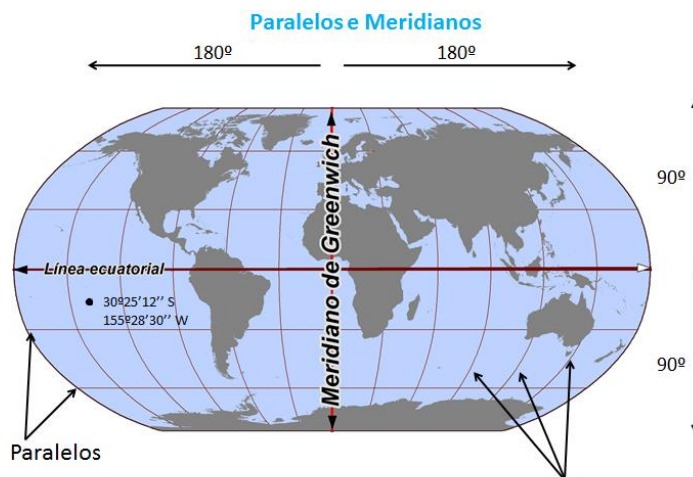 Paralelos e Meridianos
180º 180º
90º
Meridiano de Greenwich
Línea ecuatorial
30º25'12'' S
155º28'30'' W
90º
Paralelos